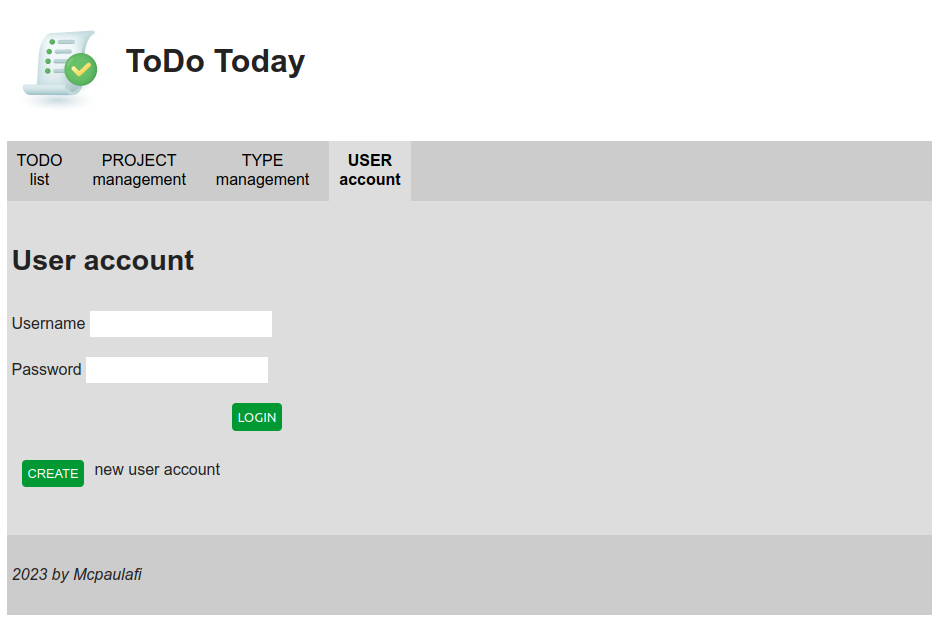 ToDo Today
TODO
list
PROJECT
management
TYPE
management
USER
account
User account
Username
Password
LOGIN
CREATE new user account
2023 by Mcpaulafi